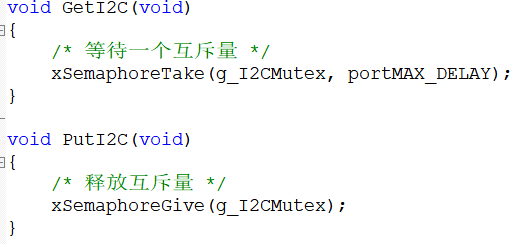 void GetI2C(void)
{
    /* 等待一个互斥量 */
    xSemaphoreTake(g_I2CMutex, portMAX_DELAY);
}
void PutI2C(void)
{
    /* 释放互斥量 */
    xSemaphoreGive(g_I2CMutex);
}